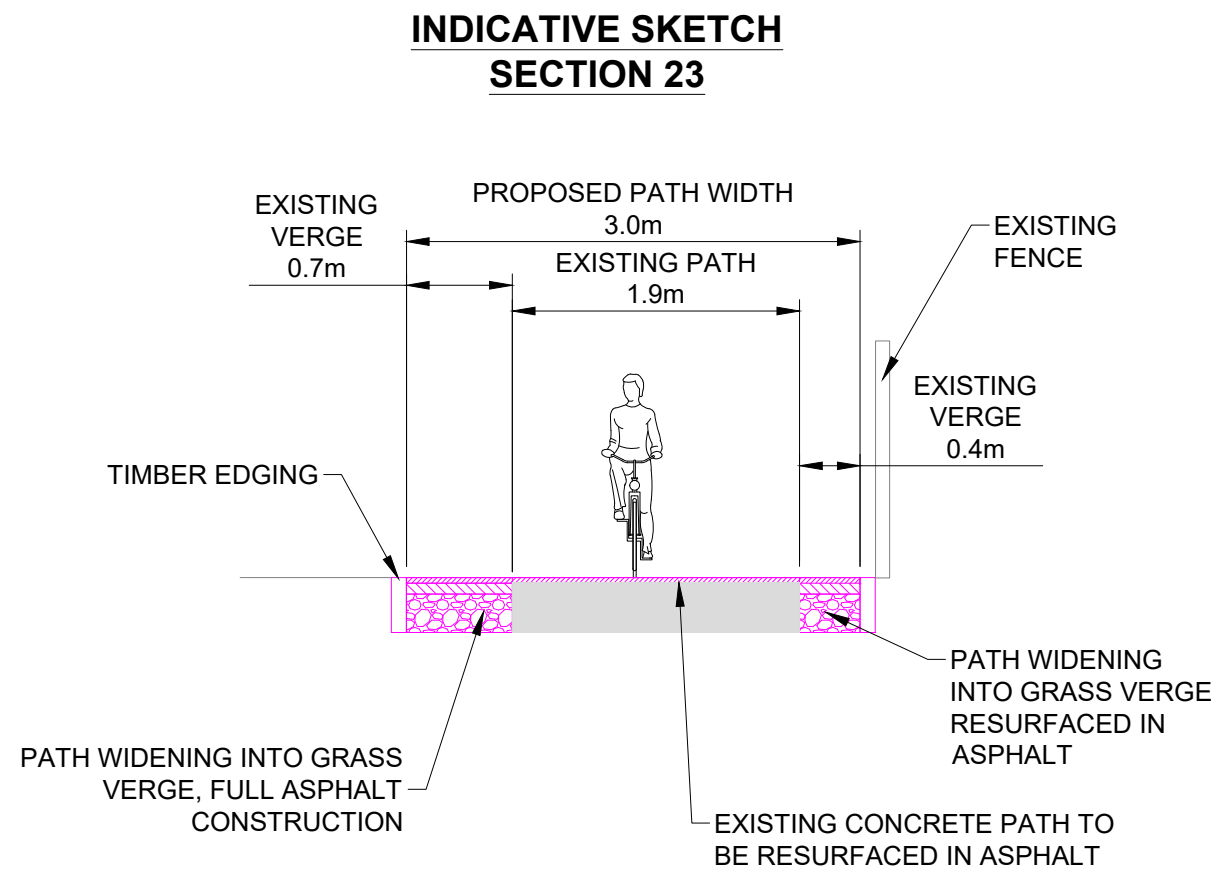 INDICATIVE SKETCH
SECTION 23
PROPOSED PATH WIDTH
3.0m
EXISTING
VERGE
0.7m
EXISTING PATH
1.9m
EXISTING
FENCE
EXISTING
VERGE
0.4m
TIMBER EDGING
PATH WIDENING
INTO GRASS VERGE
RESURFACED IN
ASPHALT
PATH WIDENING INTO GRASS
VERGE, FULL ASPHALT
CONSTRUCTION
EXISTING CONCRETE PATH TO
BE RESURFACED IN ASPHALT